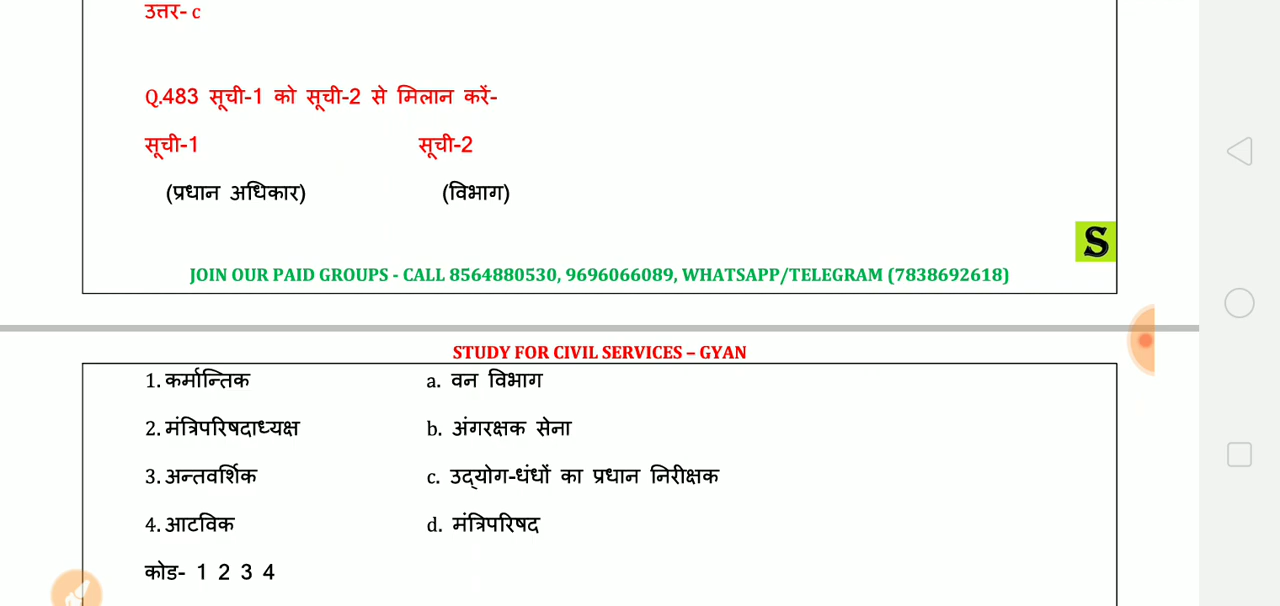 उत्तर- c
Q.483 सूची-1 को सूची-2 से मिलान करें-
सूची-1 सूची-2
(प्रधान अधिकार) (विभाग)
S
JOIN OUR PAID GROUPS - CALL 8564880530, 9696066089, WHATSAPP/TELEGRAM (7838692618)
STUDY FOR CIVIL SERVICES – GYAN
1. कर्मान्तिक a. वन विभाग
2. मंत्रिपरिषदाध्यक्ष b. अंगरक्षक सेना
3. अन्तवर्शिक c. उद्योग-धंधों का प्रधान निरीक्षक
4. आटविक d. मंत्रिपरिषद
कोड- 1 2 3 4